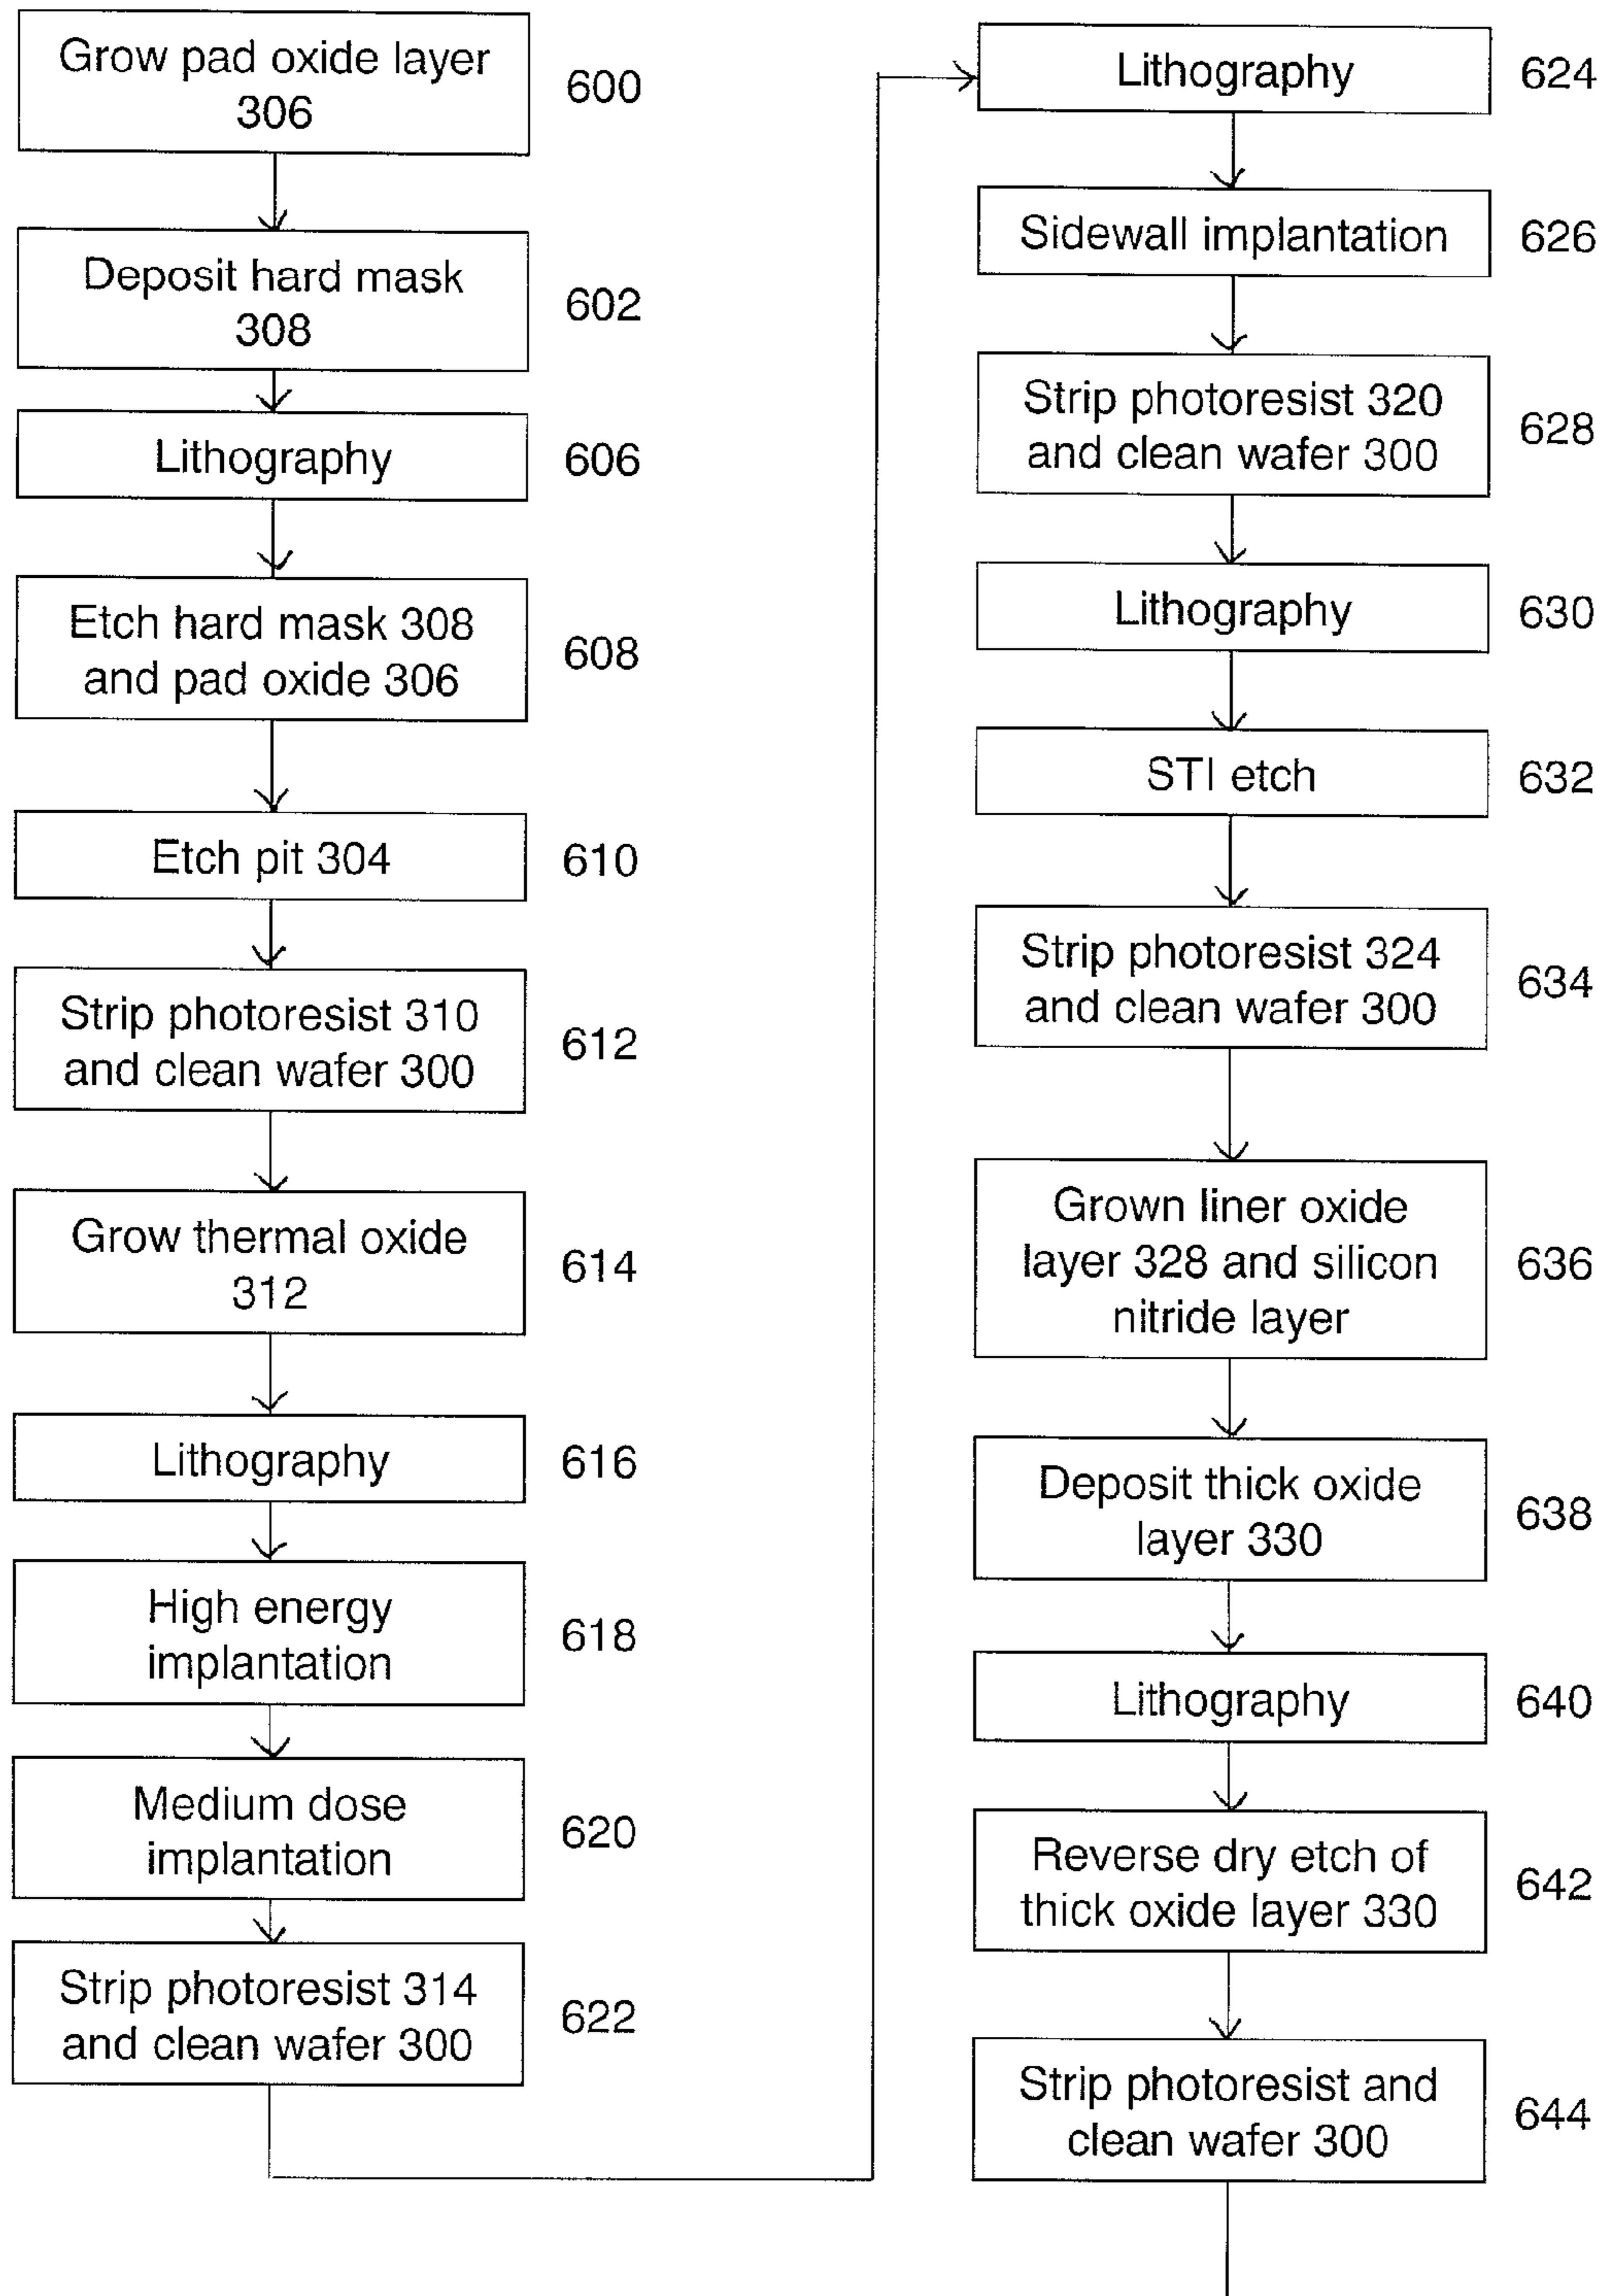 Grow pad oxide layer
306
600
Deposit hard mask
308
602
Lithography
606
Etch hard mask 308
and pad oxide 306
608
Etch pit 304
610
Strip photoresist 310
and clean wafer 300
612
Grow thermal oxide
312
614
Lithography
616
High energy
implantation
618
Medium dose
implantation
620
Strip photoresist 314
and clean wafer 300
622
Lithography
624
Sidewall implantation
626
Strip photoresist 320
and clean wafer 300
628
Lithography
630
STI etch
632
Strip photoresist 324
and clean wafer 300
634
Grown liner oxide
layer 328 and silicon
nitride layer
636
Deposit thick oxide
layer 330
638
Lithography
640
Reverse dry etch of
thick oxide layer 330
642
Strip photoresist and
clean wafer 300
644